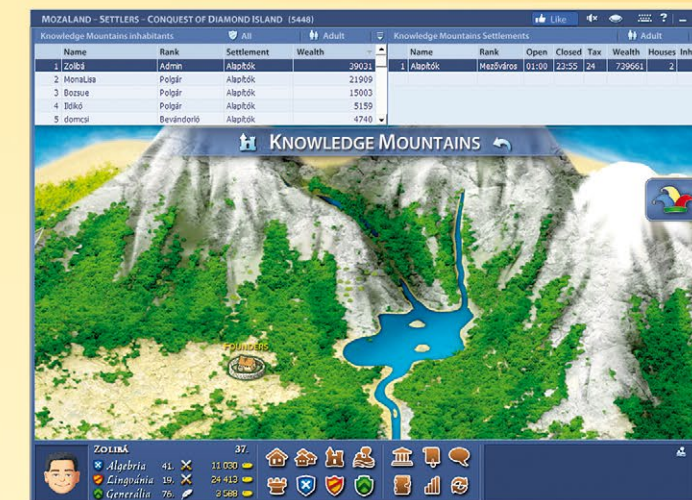 MOZALAND – SETTLERS – CONQUEST OF DIAMOND ISLAND (5448) Like ?
Knowledge Mountains inhabitants All Adult
Name Rank Settlement Wealth
1 Zolibá Admin Alapítók 39031
2 MonaLisa Polgár Alapítók 21909
3 Bozsue Polgár Alapítók 15003
4 Ildikó Polgár Alapítók 5159
5 domcsi Bevándorló Alapítók 4740
Knowledge Mountains Settlements Adult
Name Rank Open Closed Tax Wealth Houses Inh
1 Alapítók Mezőváros 01:00 23:55 24 739661 2
KNOWLEDGE MOUNTAINS
FOUNDERS
ZOLIBÁ 37.
Algebria 41. 11 030
Lingvánia 19. 24 413
Generália 76. 3 588